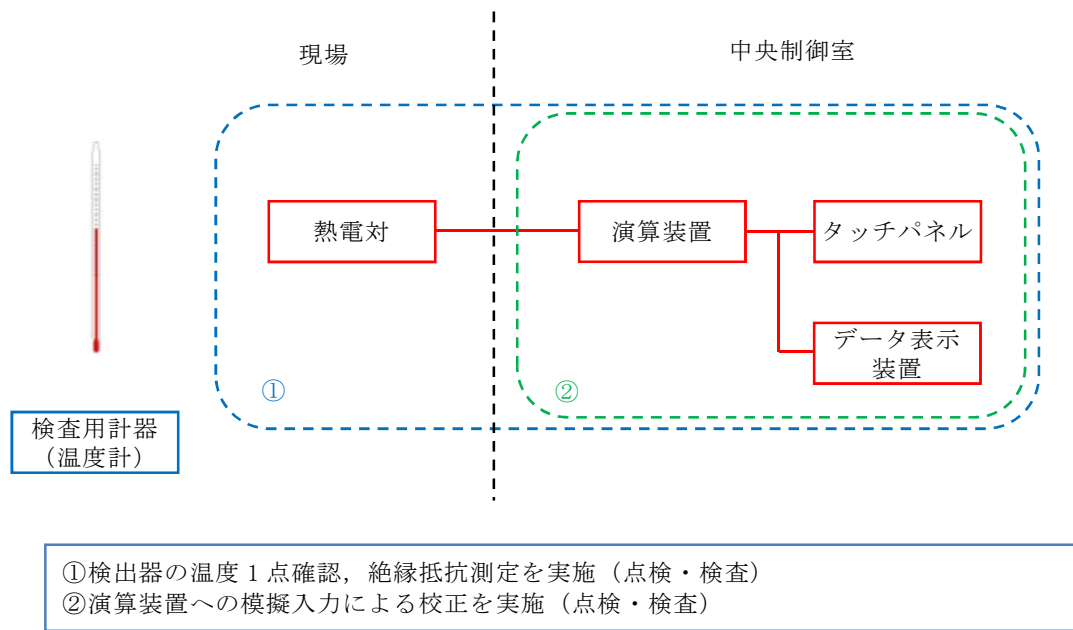 現場
中央制御室
熱電対
演算装置
タッチパネル
データ表示
装置
①
②
検査用計器
（温度計）
①検出器の温度１点確認，絶縁抵抗測定を実施（点検・検査）
②演算装置への模擬入力による校正を実施（点検・検査）